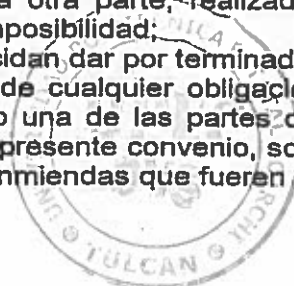 a otra parte, realizad
mposibilidad;
sidan dar por terminad
de cualquier obligació
o una de las partes
presente convenio, so
nmiendas que fueren
TULCAN